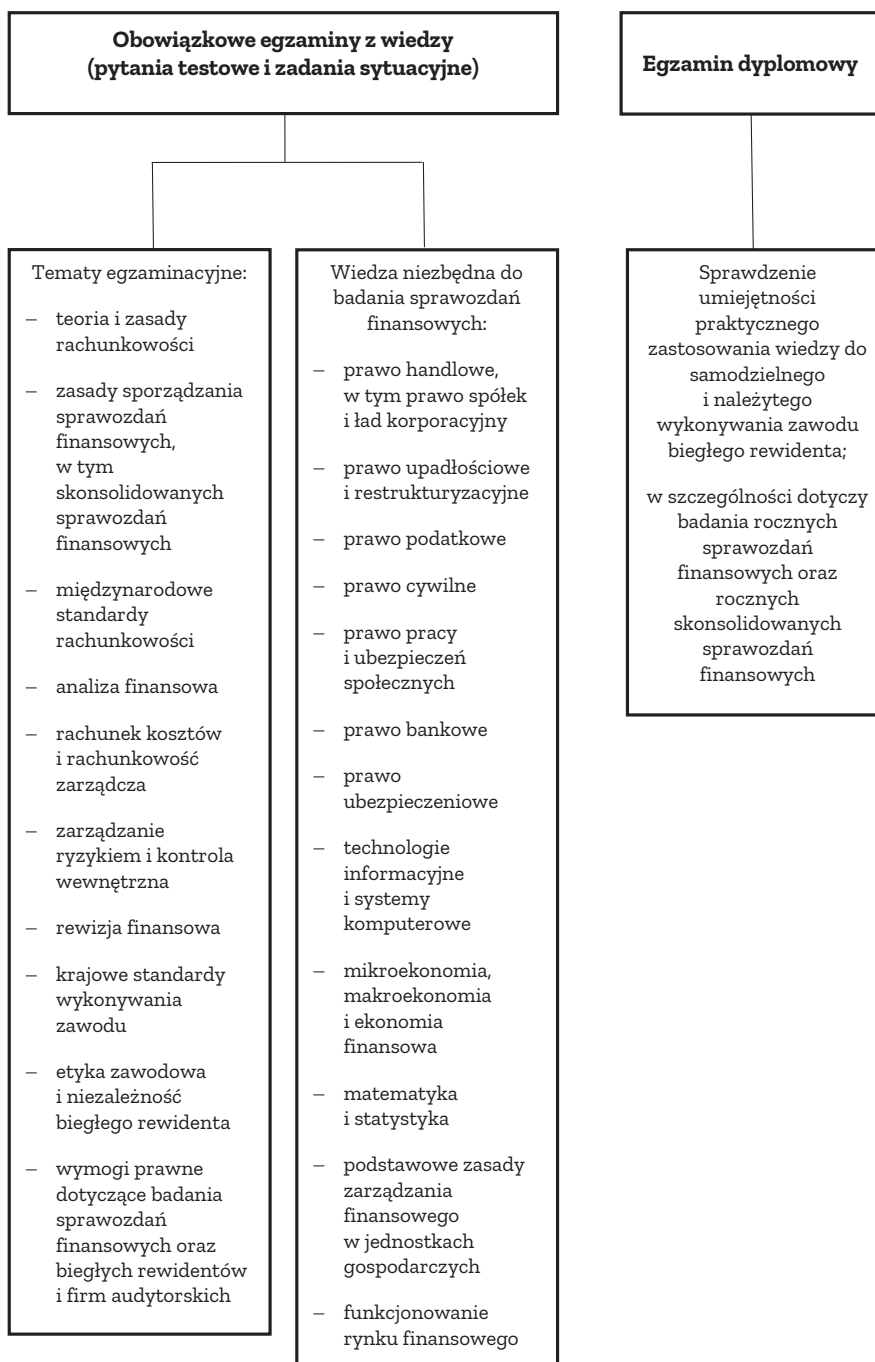 Obowiązkowe egzaminy z wiedzy
(pytania testowe i zadania sytuacyjne)
Egzamin dyplomowy
Tematy egzaminacyjne:
– teoria i zasady
rachunkowości
– zasady sporządzania
sprawozdań
finansowych,
w tym
skonsolidowanych
sprawozdań
finansowych
– międzynarodowe
standardy
rachunkowości
– analiza finansowa
– rachunek kosztów
i rachunkowość
zarządcza
– zarządzanie
ryzykiem i kontrola
wewnętrzna
– rewizja finansowa
– krajowe standardy
wykonywania
zawodu
– etyka zawodowa
i niezależność
biegłego rewidenta
– wymogi prawne
dotyczące badania
sprawozdań
finansowych oraz
biegłych rewidentów
i firm audytorskich
Wiedza niezbędna do
badania sprawozdań
finansowych:
– prawo handlowe,
w tym prawo spółek
i ład korporacyjny
– prawo upadłościowe
i restrukturyzacyjne
– prawo podatkowe
– prawo cywilne
– prawo pracy
i ubezpieczeń
społecznych
– prawo bankowe
– prawo
ubezpieczeniowe
– technologie
informacyjne
i systemy
komputerowe
– mikroekonomia,
makroekonomia
i ekonomia
finansowa
– matematyka
i statystyka
– podstawowe zasady
zarządzania
finansowego
w jednostkach
gospodarczych
– funkcjonowanie
rynku finansowego
Sprawdzenie
umiejętności
praktycznego
zastosowania wiedzy do
samodzielnego
i należytego
wykonywania zawodu
biegłego rewidenta;
w szczególności dotyczy
badania rocznych
sprawozdań
finansowych oraz
rocznych
skonsolidowanych
sprawozdań
finansowych